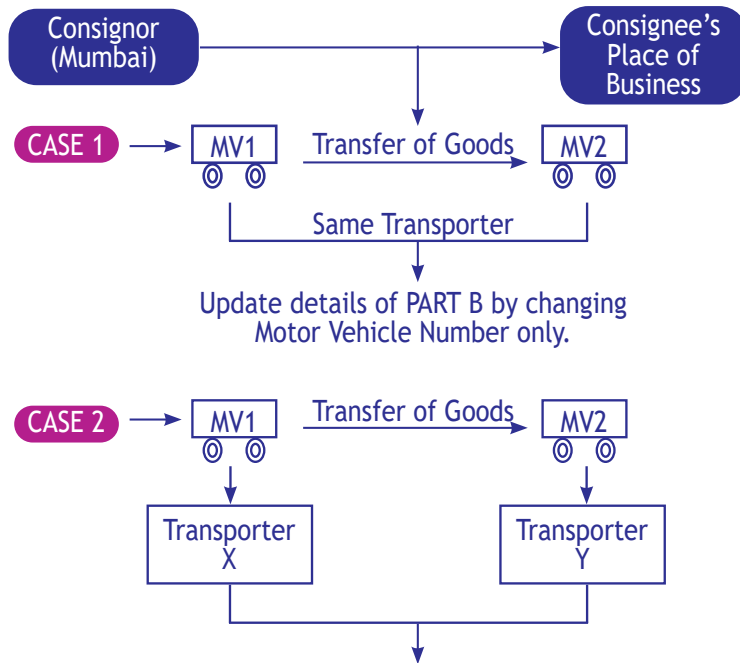 Consignor
(Mumbai)
Consignee’s
Place of
Business
CASE 1
MV1
Transfer of Goods
MV2
Same Transporter
Update details of PART B by changing
Motor Vehicle Number only.
CASE 2
MV1
Transfer of Goods
MV2
Transporter
X
Transporter
Y